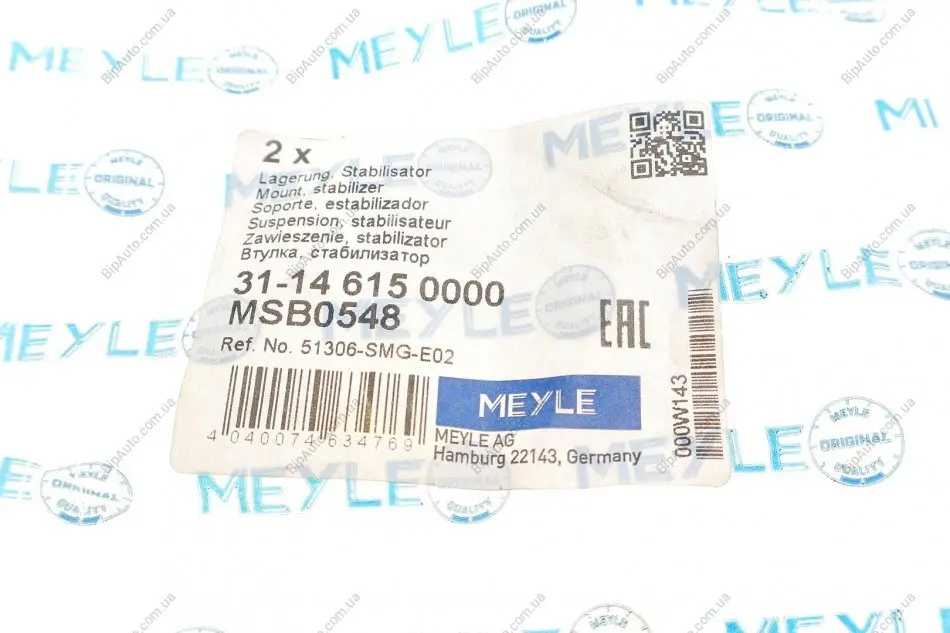 2 x
Lagerung, Stabilisator
Mount, stabilizer
Soporte, estabilizador
Suspension, stabilisateur
Zawieszenie, stabilizator
Втулка, стабилизатор
31-14 615 0000
MSB0548
Ref. No. 51306-SMG-E02
EAC
4 040074 634769
MEYLE
MEYLE AG
Hamburg 22143, Germany
000W143
MEYLE
ORIGINAL
QUALITY
BipAuto.com.ua